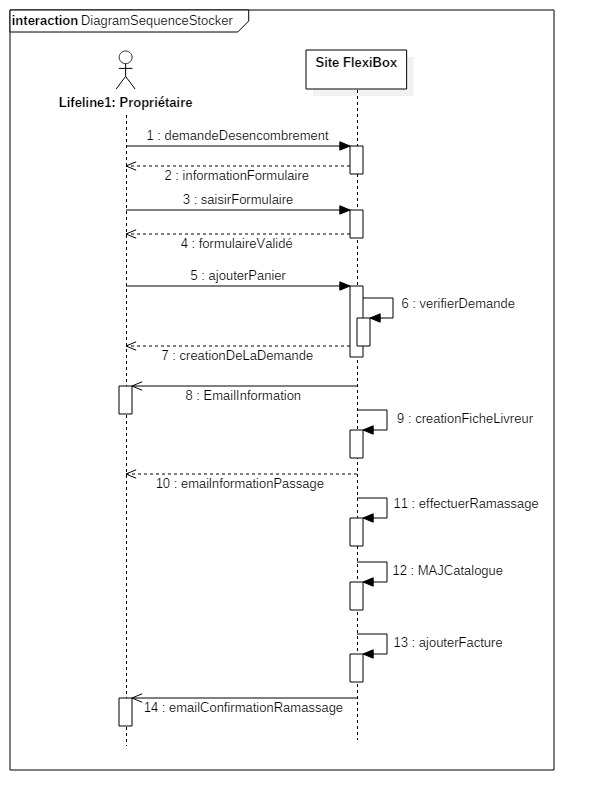 interaction DiagramSequenceStocker
Site FlexiBox
Lifeline1: Propriétaire
1 : demandeDesencombrement
2 : informationFormulaire
3 : saisirFormulaire
4 : formulaireValidé
5 : ajouterPanier
6 : verifierDemande
7 : creationDeLaDemande
8 : EmailInformation
9 : creationFicheLivreur
10 : emailnformationPassage
11 : effectuerRamassage
12 : MAJCatalogue
13 : ajouterFacture
14 : emailConfirmationRamassage